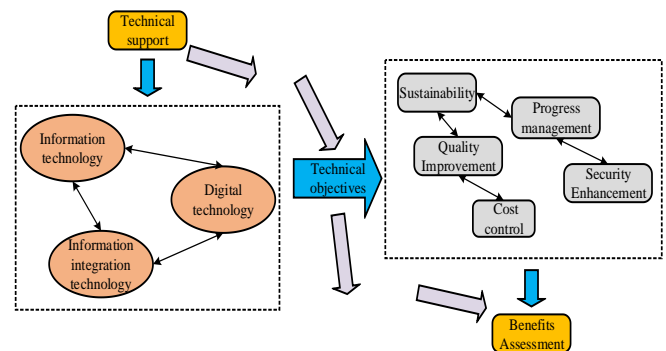 Technical
support
Information
technology
Digital
technology
Information
integration
technology
Technical
objectives
Sustainability
Progress
management
Quality
Improvement
Security
Enhancement
Cost
control
Benefits
Assessment